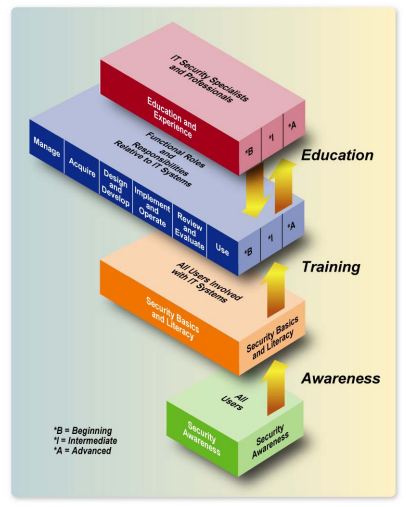 IT Security Specialists
and Professionals
Education and
Experience
*B
*I
*A
Education
Functional Roles
and
Responsibilities
Relative to IT Systems
Manage
Acquire
Design
and
Develop
Implement
and
Operate
Review
and
Evaluate
Use
*B
*I
*A
Training
All Users Involved
with IT Systems
Security Basics
and Literacy
Security Basics
and Literacy
Awareness
All
Users
Security
Awareness
Security
Awareness
*B = Beginning
*I = Intermediate
*A = Advanced